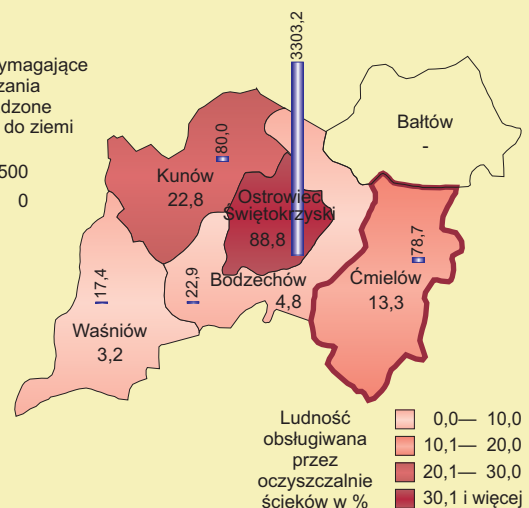 ymagające
zania
dzone
do ziemi
500
0
3303,2
Bałtów
-
80,0
Kunów
22,8
Ostrowiec
Świętokrzyski
88,8
78,7
17,4
22,9
Bodzechów
4,8
Ćmielów
13,3
Waśniów
3,2
Ludność
obsługiwana
przez
oczyszczalnie
ścieków w %
0,0— 10,0
10,1— 20,0
20,1— 30,0
30,1 i więcej